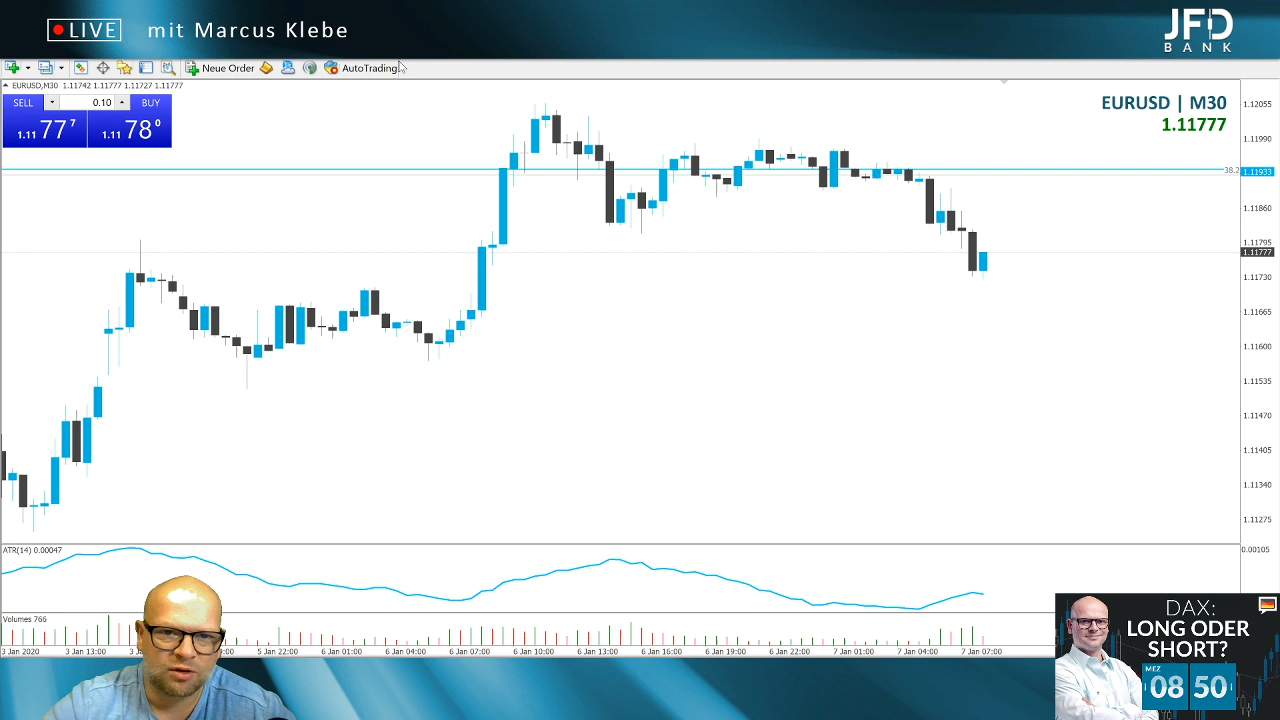 LIVE mit Marcus Klebe
JFD
BANK
Neue Order AutoTrading
EURUSD,M30 1.11742 1.11777 1.11727 1.11777
SELL 0.10 BUY
1.11 77 7 1.11 78 0
EURUSD | M30
1.11777
1.12055
1.11990
38.2 1.11933
1.11860
1.11795
1.11777
1.11730
1.11665
1.11600
1.11535
1.11470
1.11405
1.11340
1.11275
ATR(14) 0.00047
0.00105
Volumes 766
3 Jan 2020 3 Jan 13:00 5 Jan 22:00 6 Jan 01:00 6 Jan 04:00 6 Jan 07:00 6 Jan 10:00 6 Jan 13:00 6 Jan 16:00 6 Jan 19:00 6 Jan 22:00 7 Jan 01:00 7 Jan 04:00 7 Jan 07:00
DAX:
LONG ODER
SHORT?
MEZ
08 50